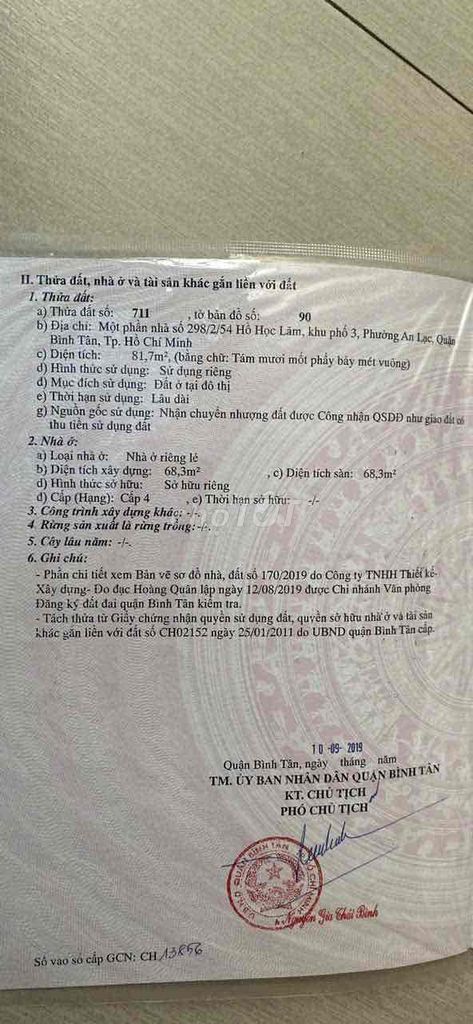 II. Thửa đất, nhà ở và tài sản khác gắn liền với đất
1. Thửa đất:
a) Thửa đất số: 711 , tờ bản đồ số: 90
b) Địa chỉ: Một phần nhà số 298/2/54 Hồ Học Lãm, khu phố 3, Phường An Lạc, Quận
Bình Tân, Tp. Hồ Chí Minh
c) Diện tích: 81,7m², (bằng chữ: Tám mươi mốt phẩy bảy mét vuông)
d) Hình thức sử dụng: Sử dụng riêng
đ) Mục đích sử dụng: Đất ở tại đô thị
e) Thời hạn sử dụng: Lâu dài
g) Nguồn gốc sử dụng: Nhận chuyển nhượng đất được Công nhận QSDĐ như giao đất có
thu tiền sử dụng đất
2. Nhà ở:
a) Loại nhà ở: Nhà ở riêng lẻ
b) Diện tích xây dựng: 68,3m² , c) Diện tích sàn: 68,3m²
d) Hình thức sở hữu: Sở hữu riêng
đ) Cấp (Hạng): Cấp 4 , e) Thời hạn sở hữu: -/-
3. Công trình xây dựng khác: -/-.
4. Rừng sản xuất là rừng trồng:-/-.
5. Cây lâu năm: -/-.
6. Ghi chú:
- Phần chi tiết xem Bản vẽ sơ đồ nhà, đất số 170/2019 do Công ty TNHH Thiết kế-
Xây dựng- Đo đạc Hoàng Quân lập ngày 12/08/2019 được Chi nhánh Văn phòng
Đăng ký đất đai quận Bình Tân kiểm tra.
- Tách thửa từ Giấy chứng nhận quyền sử dụng đất, quyền sở hữu nhà ở và tài sản
khác gắn liền với đất số CH02152 ngày 25/01/2011 do UBND quận Bình Tân cấp.
10 -09- 2019
Quận Bình Tân, ngày tháng năm
TM. ỦY BAN NHÂN DÂN QUẬN BÌNH TÂN
KT. CHỦ TỊCH
PHÓ CHỦ TỊCH
U.B.N.D QUẬN BÌNH TÂN
Nguyễn Gia Thái Bình
Số vào sổ cấp GCN: CH 13856